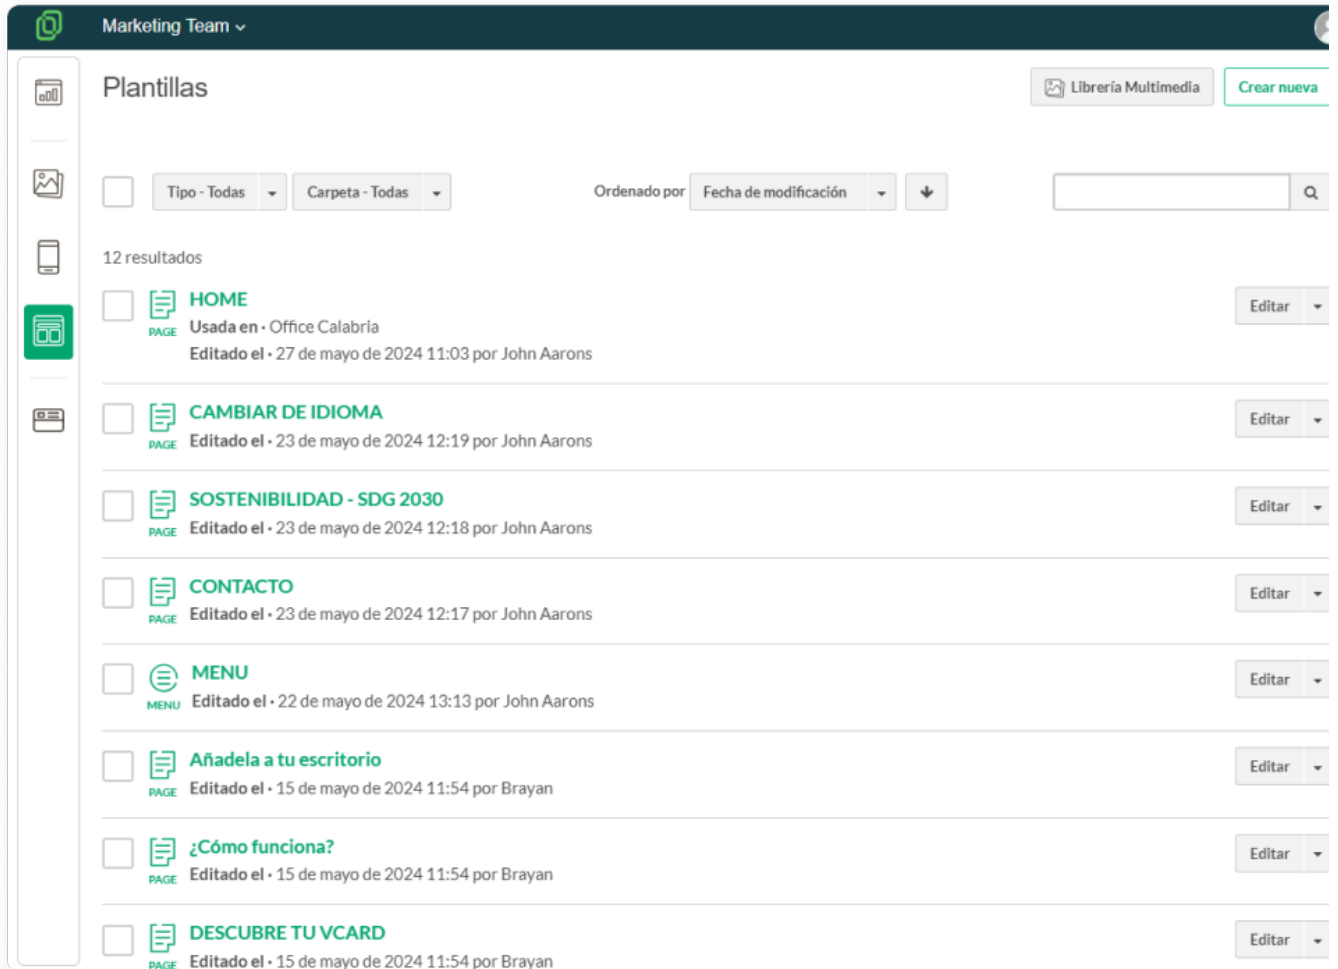 Marketing Team
Plantillas
Librería Multimedia
Crear nueva
Tipo - Todas
Carpeta - Todas
Ordenado por
Fecha de modificación
12 resultados
HOME
PAGE
Usada en · Office Calabria
Editado el · 27 de mayo de 2024 11:03 por John Aarons
Editar
CAMBIAR DE IDIOMA
PAGE
Editado el · 23 de mayo de 2024 12:19 por John Aarons
Editar
SOSTENIBILIDAD - SDG 2030
PAGE
Editado el · 23 de mayo de 2024 12:18 por John Aarons
Editar
CONTACTO
PAGE
Editado el · 23 de mayo de 2024 12:17 por John Aarons
Editar
MENU
MENU
Editado el · 22 de mayo de 2024 13:13 por John Aarons
Editar
Añadela a tu escritorio
PAGE
Editado el · 15 de mayo de 2024 11:54 por Brayan
Editar
¿Cómo funciona?
PAGE
Editado el · 15 de mayo de 2024 11:54 por Brayan
Editar
DESCUBRE TU VCARD
PAGE
Editado el · 15 de mayo de 2024 11:54 por Brayan
Editar